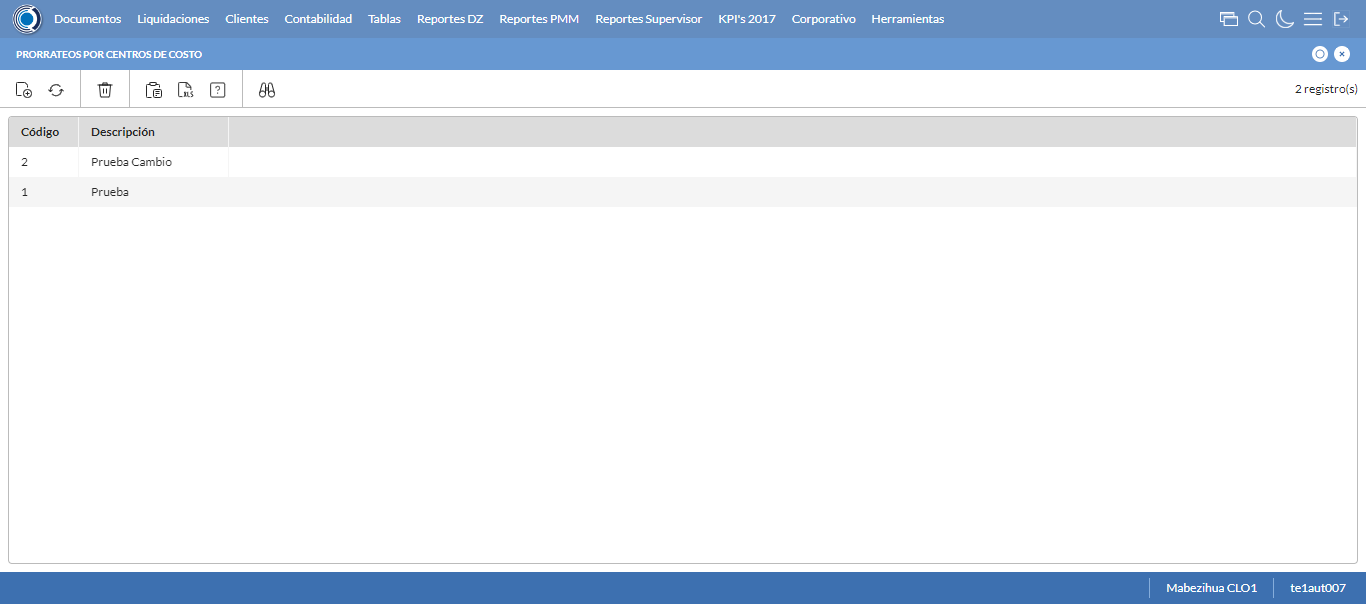 Documentos Liquidaciones Clientes Contabilidad Tablas Reportes DZ Reportes PMM Reportes Supervisor KPI's 2017 Corporativo Herramientas
PRORRATEOS POR CENTROS DE COSTO
XLS ? 2 registro(s)
Código Descripción
2 Prueba Cambio
1 Prueba
Mabezihua CLO1 te1aut007